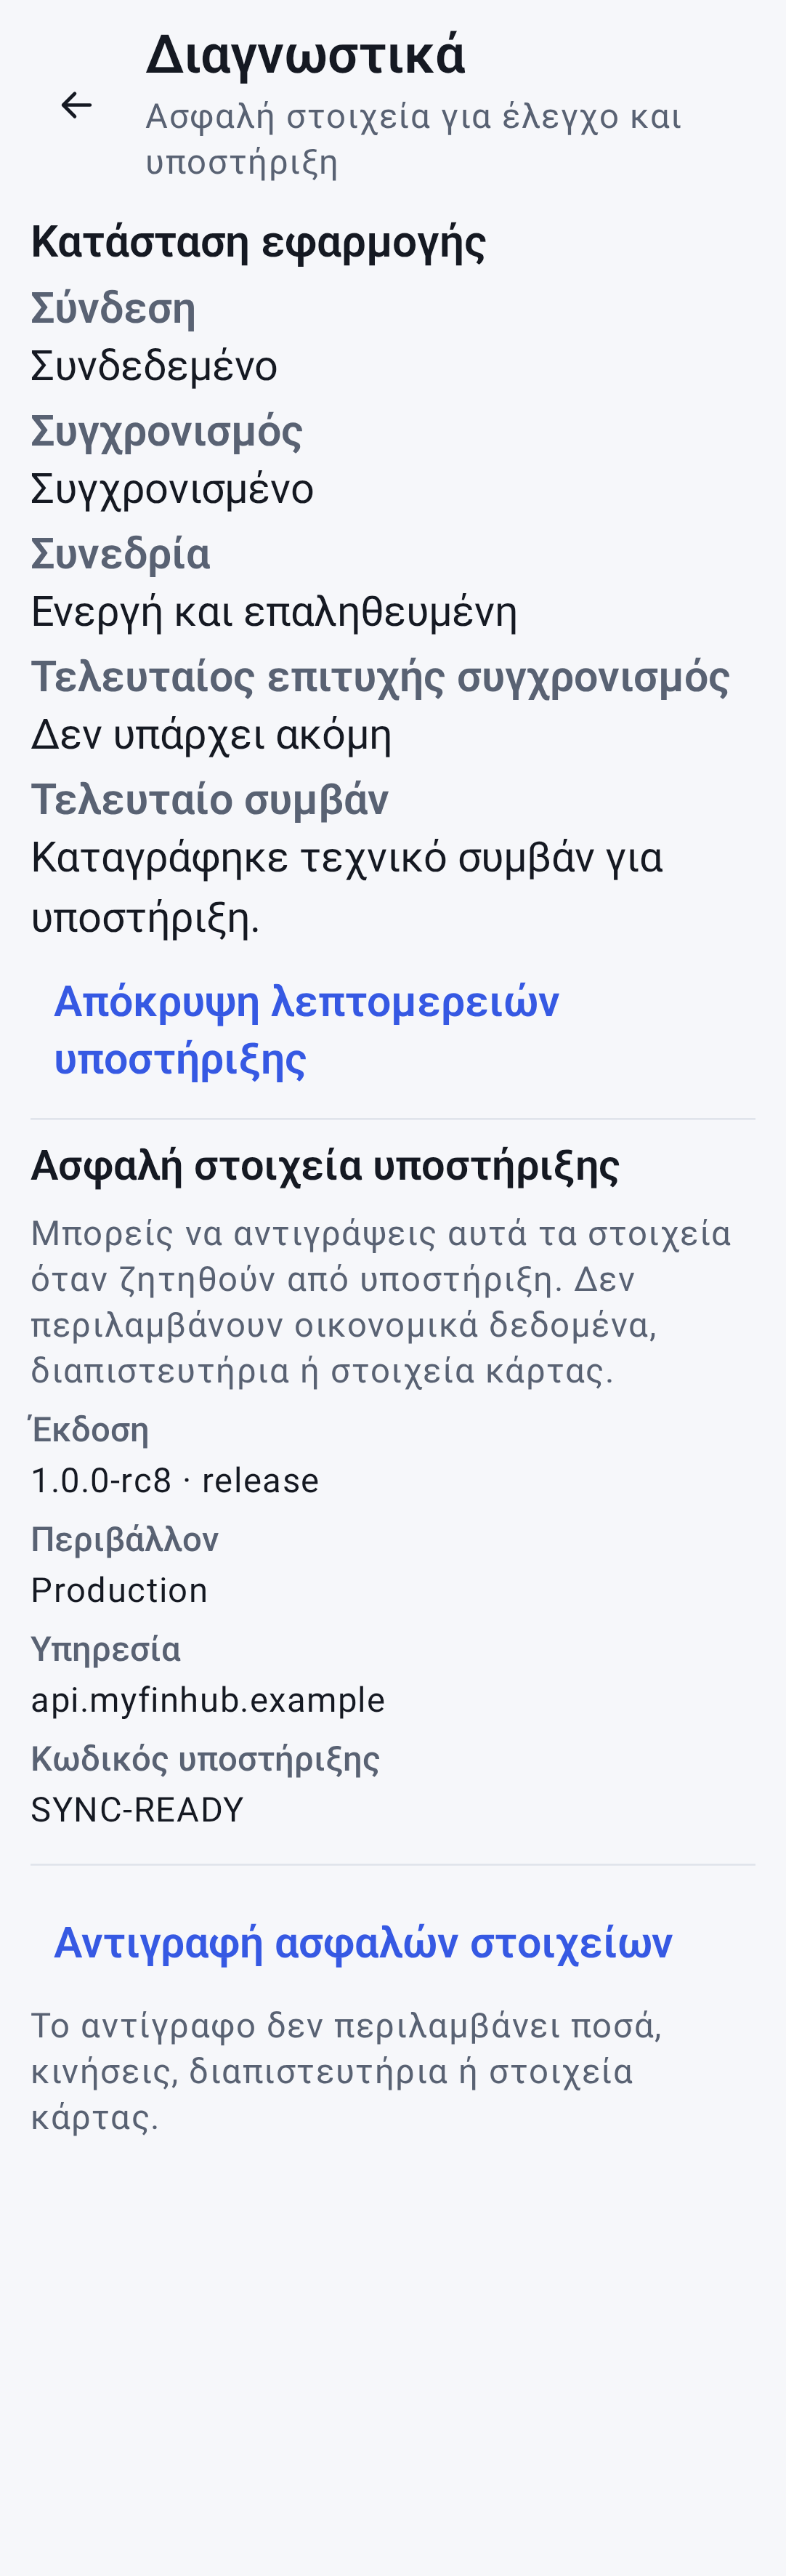 Διαγνωστικά
Ασφαλή στοιχεία για έλεγχο και
υποστήριξη
Κατάσταση εφαρμογής
Σύνδεση
Συνδεδεμένο
Συγχρονισμός
Συγχρονισμένο
Συνεδρία
Ενεργή και επαληθευμένη
Τελευταίος επιτυχής συγχρονισμός
Δεν υπάρχει ακόμη
Τελευταίο συμβάν
Καταγράφηκε τεχνικό συμβάν για
υποστήριξη.
Απόκρυψη λεπτομερειών
υποστήριξης
Ασφαλή στοιχεία υποστήριξης
Μπορείς να αντιγράψεις αυτά τα στοιχεία
όταν ζητηθούν από υποστήριξη. Δεν
περιλαμβάνουν οικονομικά δεδομένα,
διαπιστευτήρια ή στοιχεία κάρτας.
Έκδοση
1.0.0-rc8 · release
Περιβάλλον
Production
Υπηρεσία
api.myfinhub.example
Κωδικός υποστήριξης
SYNC-READY
Αντιγραφή ασφαλών στοιχείων
Το αντίγραφο δεν περιλαμβάνει ποσά,
κινήσεις, διαπιστευτήρια ή στοιχεία
κάρτας.